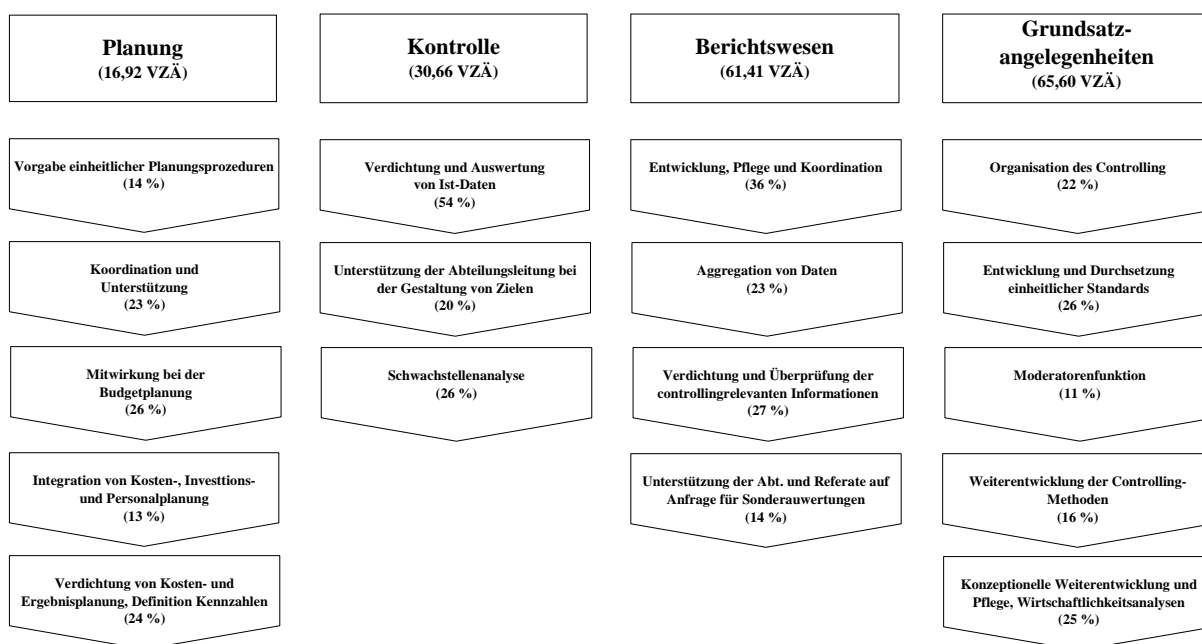 Planung
(16,92 VZÄ)
Vorgabe einheitlicher Planungsprozeduren
(14 %)
Koordination und
Unterstützung
(23 %)
Mitwirkung bei der
Budgetplanung
(26 %)
Integration von Kosten-, Investtions-
und Personalplanung
(13 %)
Verdichtung von Kosten- und
Ergebnisplanung, Definition Kennzahlen
(24 %)
Kontrolle
(30,66 VZÄ)
Verdichtung und Auswertung
von Ist-Daten
(54 %)
Unterstützung der Abteilungsleitung bei
der Gestaltung von Zielen
(20 %)
Schwachstellenanalyse
(26 %)
Berichtswesen
(61,41 VZÄ)
Entwicklung, Pflege und Koordination
(36 %)
Aggregation von Daten
(23 %)
Verdichtung und Überprüfung der
controllingrelevanten Informationen
(27 %)
Unterstützung der Abt. und Referate auf
Anfrage für Sonderauwertungen
(14 %)
Grundsatz-
angelegenheiten
(65,60 VZÄ)
Organisation des Controlling
(22 %)
Entwicklung und Durchsetzung
einheitlicher Standards
(26 %)
Moderatorenfunktion
(11 %)
Weiterentwicklung der Controlling-
Methoden
(16 %)
Konzeptionelle Weiterentwicklung und
Pflege, Wirtschaftlichkeitsanalysen
(25 %)